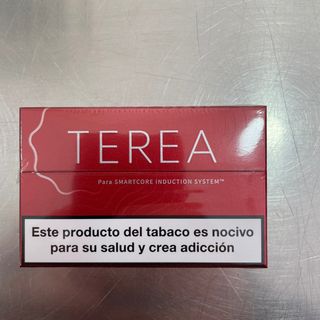 TEREA
Para SMARTCORE INDUCTION SYSTEM™
Este producto del tabaco es nocivo
para su salud y crea adicción